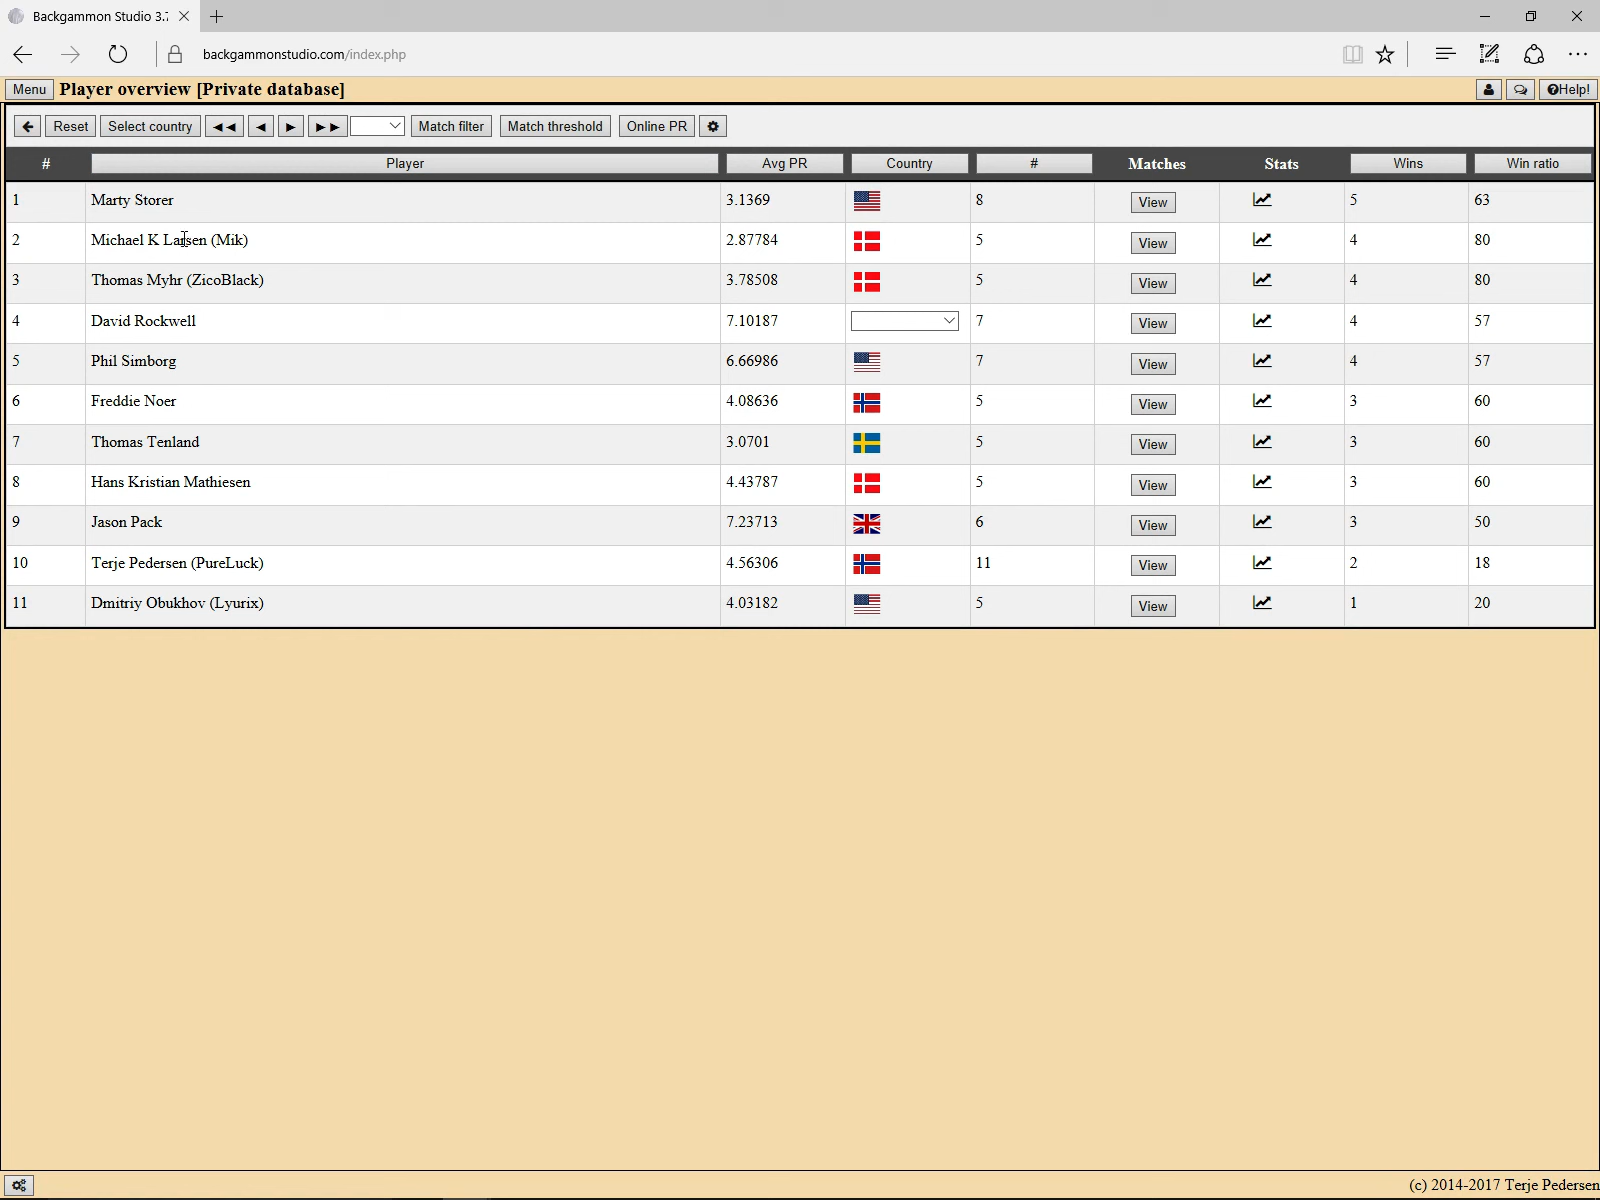 Backgammon Studio 3.7
backgammonstudio.com/index.php
Menu Player overview [Private database] Help!
Reset Select country Match filter Match threshold Online PR
# Player Avg PR Country # Matches Stats Wins Win ratio
1 Marty Storer 3.1369 8 View 5 63
2 Michael K Larsen (Mik) 2.87784 5 View 4 80
3 Thomas Myhr (ZicoBlack) 3.78508 5 View 4 80
4 David Rockwell 7.10187 7 View 4 57
5 Phil Simborg 6.66986 7 View 4 57
6 Freddie Noer 4.08636 5 View 3 60
7 Thomas Tenland 3.0701 5 View 3 60
8 Hans Kristian Mathiesen 4.43787 5 View 3 60
9 Jason Pack 7.23713 6 View 3 50
10 Terje Pedersen (PureLuck) 4.56306 11 View 2 18
11 Dmitriy Obukhov (Lyurix) 4.03182 5 View 1 20
(c) 2014-2017 Terje Pedersen